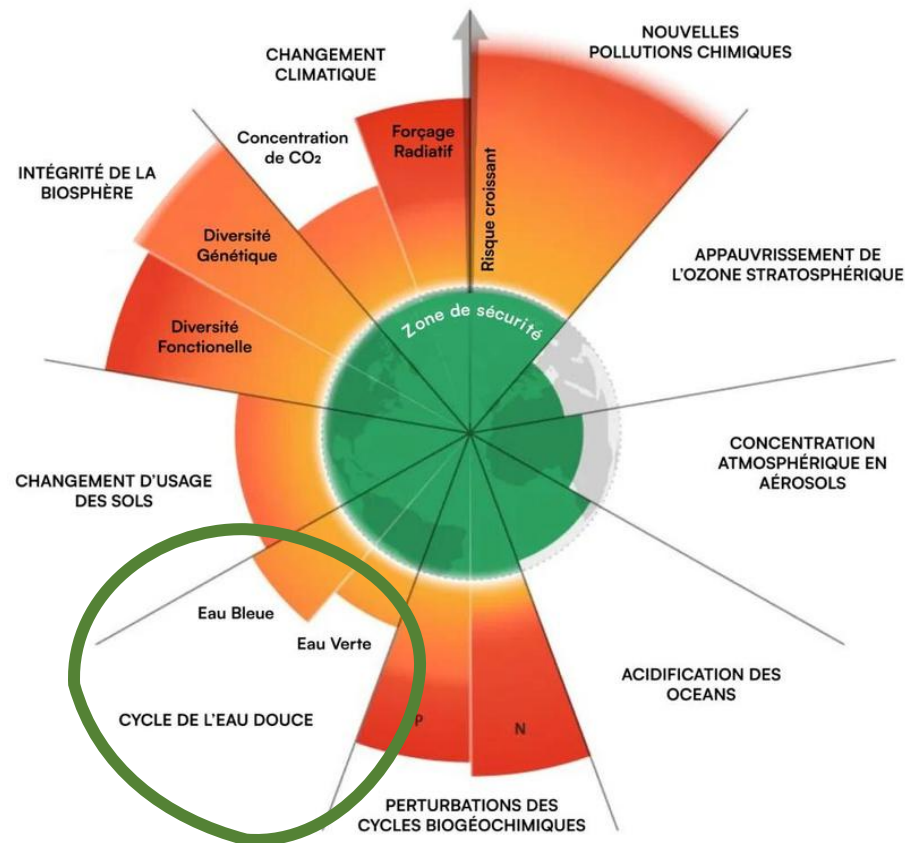 NOUVELLES
POLLUTIONS CHIMIQUES
CHANGEMENT
CLIMATIQUE
Concentration
de CO₂
Forçage
Radiatif
Risque croissant
INTÉGRITÉ DE LA
BIOSPHÈRE
Diversité
Génétique
Diversité
Fonctionelle
APPAUVRISSEMENT DE
L'OZONE STRATOSPHÉRIQUE
Zone de sécurité
CONCENTRATION
ATMOSPHÉRIQUE EN
AÉROSOLS
CHANGEMENT D'USAGE
DES SOLS
Eau Bleue
Eau Verte
CYCLE DE L'EAU DOUCE
P
N
ACIDIFICATION DES
OCEANS
PERTURBATIONS DES
CYCLES BIOGÉOCHIMIQUES